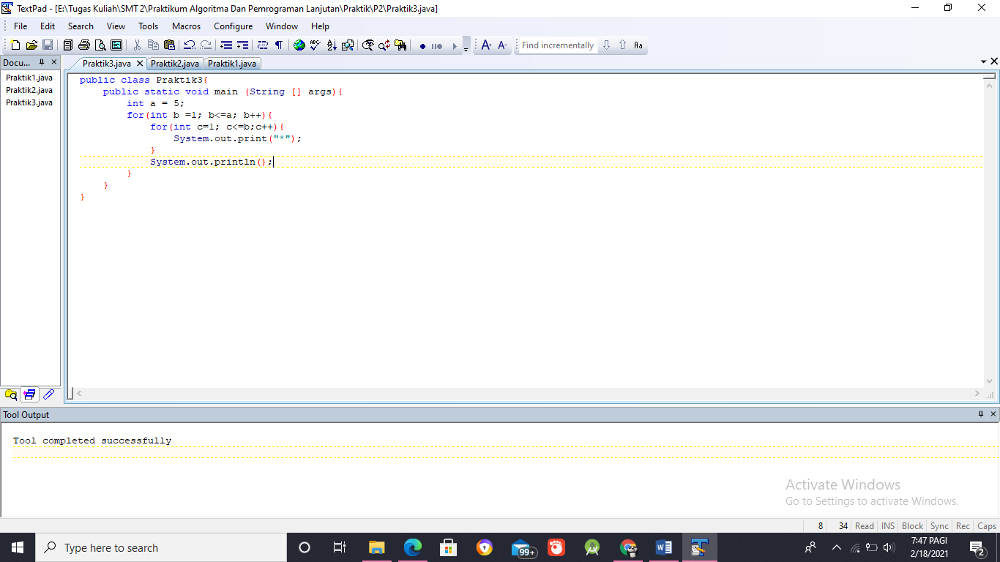 TextPad - [E:\Tugas Kuliah\SMT 2\Praktikum Algoritma Dan Pemrograman Lanjutan\Praktik\P2\Praktik3.java]
File Edit Search View Tools Macros Configure Window Help
Find incrementally Aa
Docu... Praktik3.java Praktik2.java Praktik1.java
Praktik1.java
Praktik2.java
Praktik3.java
public class Praktik3{
    public static void main (String [] args){
        int a = 5;
        for(int b =1; b<=a; b++){
            for(int c=1; c<=b;c++){
                System.out.print("*");
            }
            System.out.println();
        }
    }
}
Tool Output
Tool completed successfully
Activate Windows
Go to Settings to activate Windows.
8 34 Read INS Block Sync Rec Caps
Type here to search
99+
7:47 PAGI
2/18/2021
2